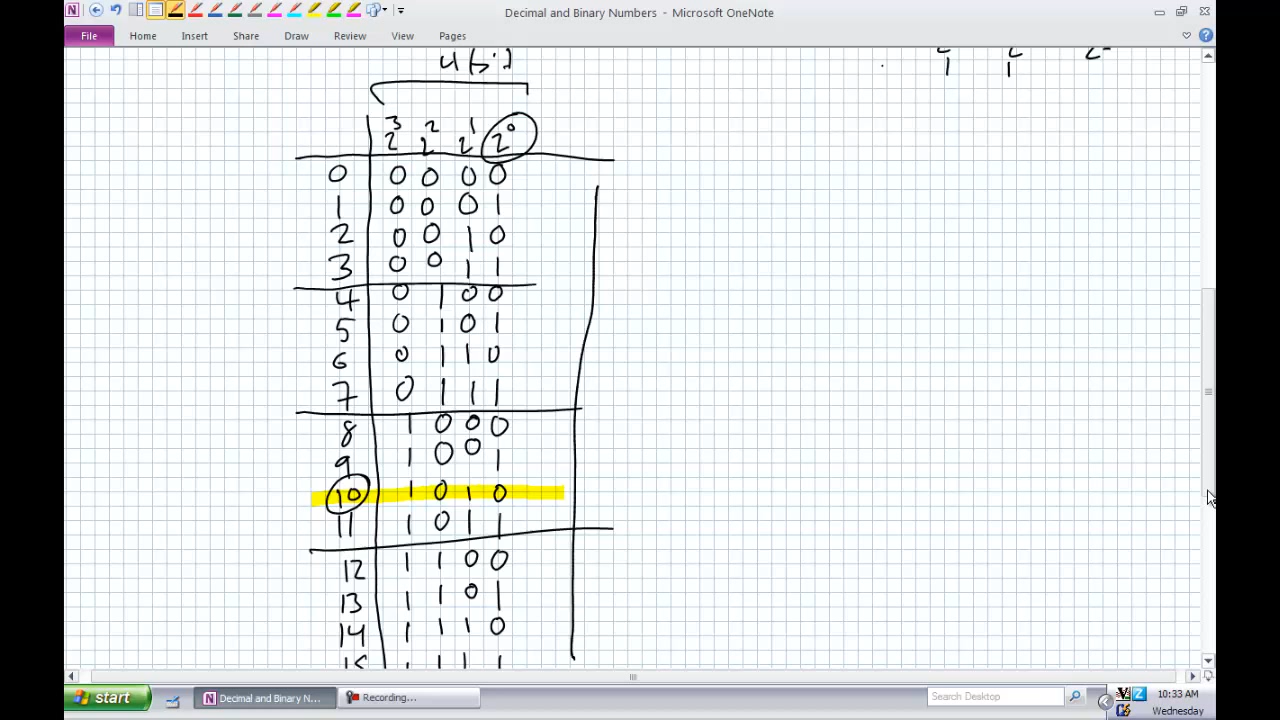 Decimal and Binary Numbers - Microsoft OneNote
File Home Insert Share Draw Review View Pages
2³ 2² 2¹ 2⁰
0 0 0 0 0
1 0 0 0 1
2 0 0 1 0
3 0 0 1 1
4 0 1 0 0
5 0 1 0 1
6 0 1 1 0
7 0 1 1 1
8 1 0 0 0
9 1 0 0 1
10 1 0 1 0
11 1 0 1 1
12 1 1 0 0
13 1 1 0 1
14 1 1 1 0
15 1 1 1 1
start Decimal and Binary N... Recording... Search Desktop 10:33 AM
Wednesday